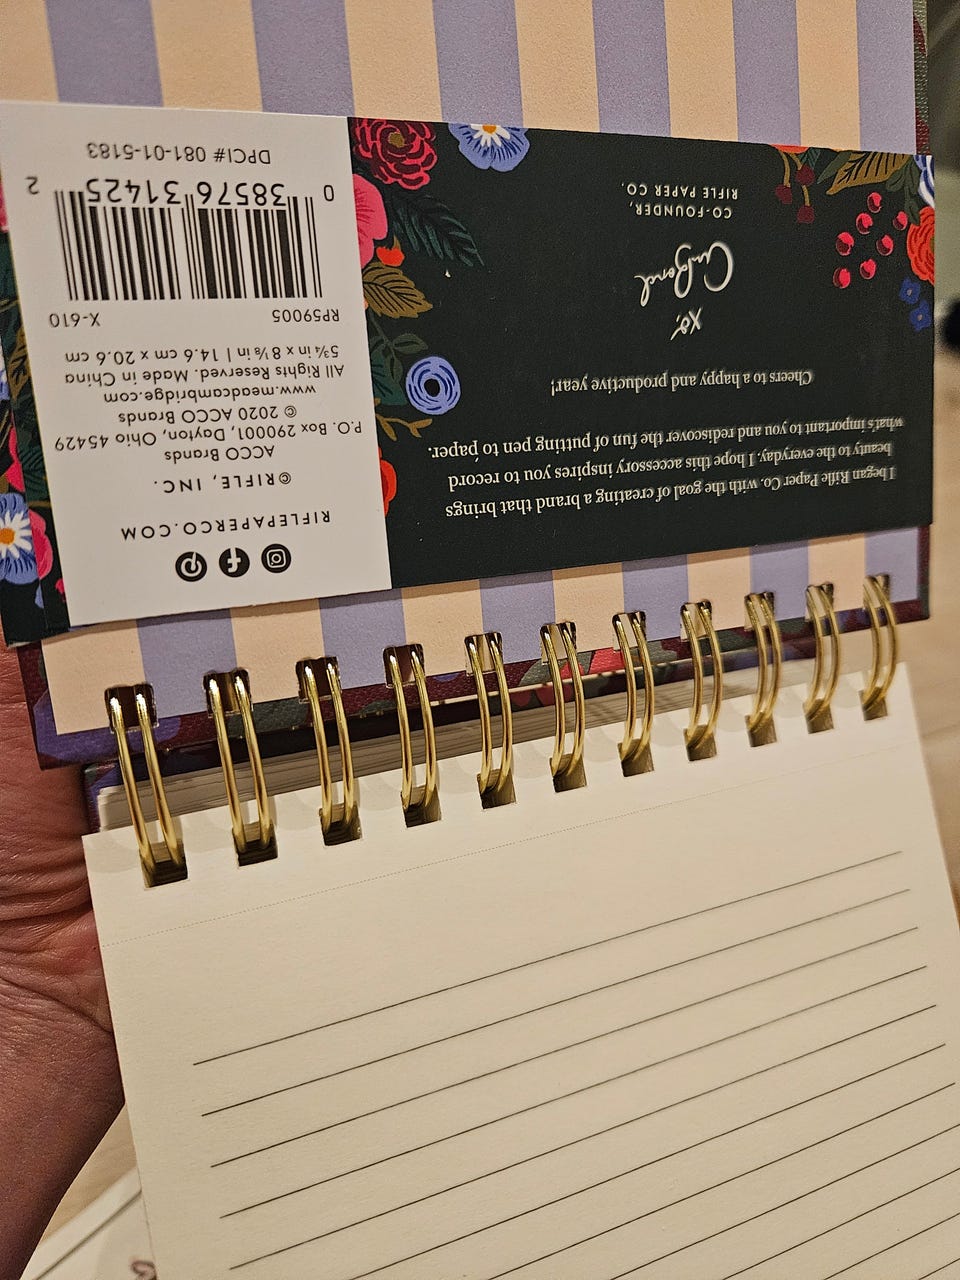 RIFLEPAPERCO.COM
©RIFLE, INC.
ACCO Brands
P.O. Box 290001, Dayton, Ohio 45429
© 2020 ACCO Brands
www.meadcambridge.com
All Rights Reserved. Made in China
5¾ in x 8⅛ in | 14.6 cm x 20.6 cm
RP59005 X-610
0 38576 31425 2
DPCI# 081-01-5183
I began Rifle Paper Co. with the goal of creating a brand that brings
beauty to the everyday. I hope this accessory inspires you to record
what's important to you and rediscover the fun of putting pen to paper.
Cheers to a happy and productive year!
xo,
CO-FOUNDER,
RIFLE PAPER CO.